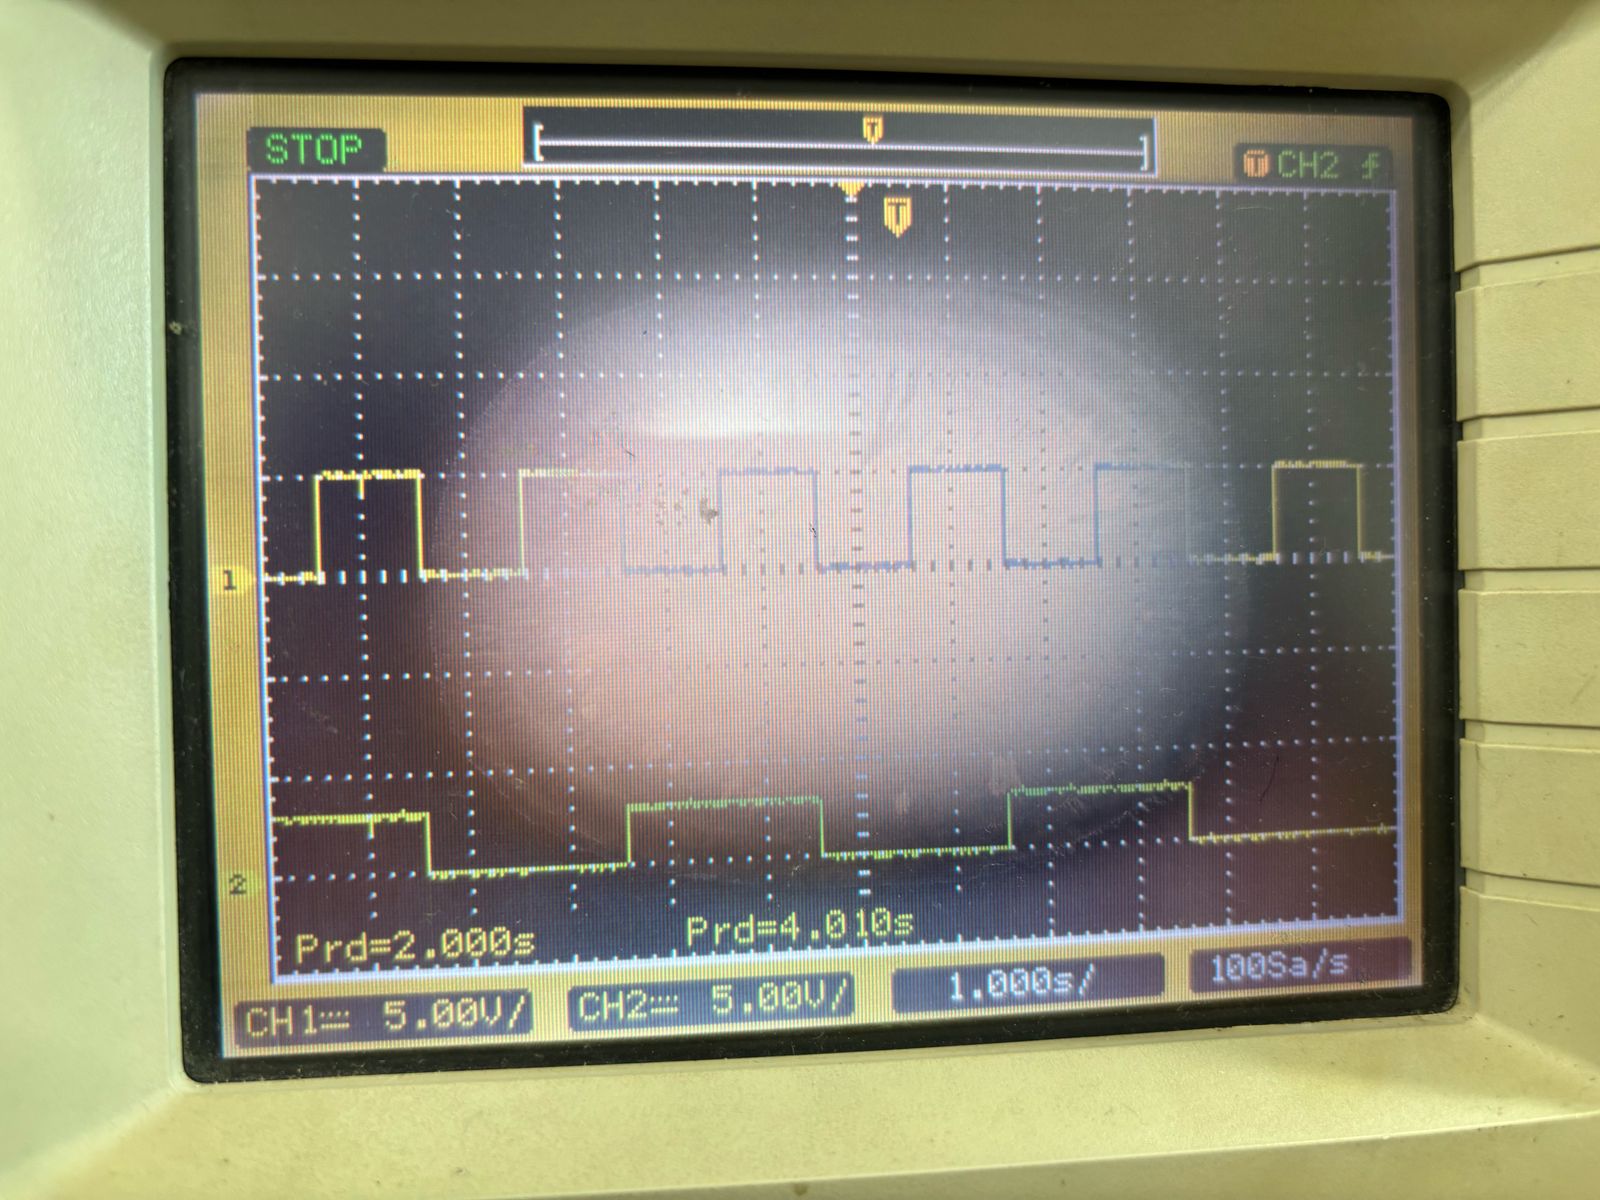 STOP
T
T CH2
T
1
2
Prd=2.000s Prd=4.010s
CH1 5.00V/ CH2 5.00V/ 1.000s/ 100Sa/s